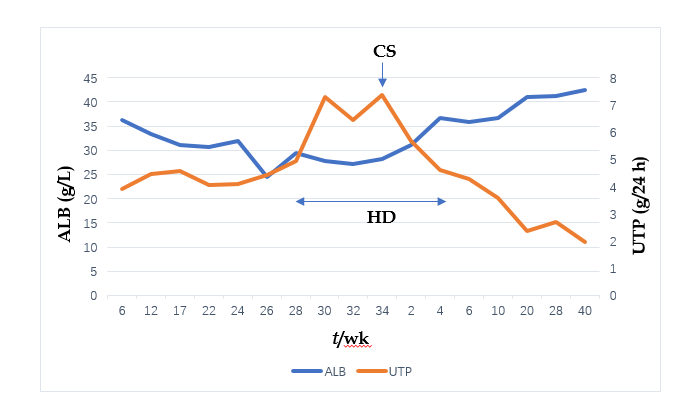 CS
45 8
40 7
35 6
30 5
25 4
20 3
15 2
10 1
5 0
0
ALB (g/L)
UTP (g/24 h)
HD
6 12 17 22 24 26 28 30 32 34 2 4 6 10 20 28 40
t/wk
ALB UTP